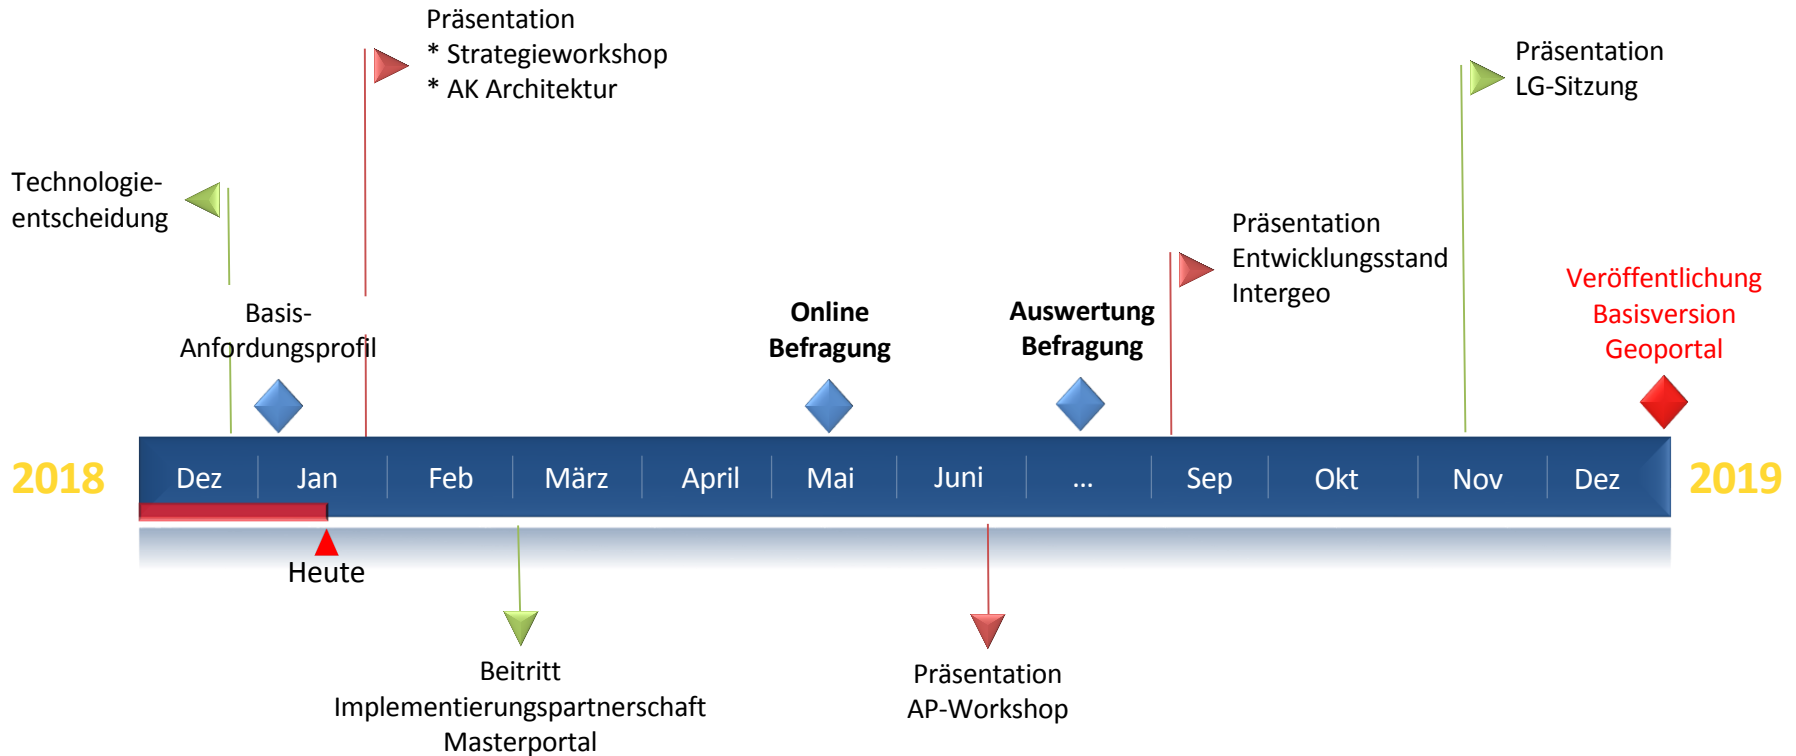 Präsentation
* Strategieworkshop
* AK Architektur
Präsentation
LG-Sitzung
Technologie-
entscheidung
Präsentation
Entwicklungsstand
Intergeo
Basis-
Anfordungsprofil
Online
Befragung
Auswertung
Befragung
Veröffentlichung
Basisversion
Geoportal
2018
Dez
Jan
Feb
März
April
Mai
Juni
...
Sep
Okt
Nov
Dez
2019
Heute
Beitritt
Implementierungspartnerschaft
Masterportal
Präsentation
AP-Workshop